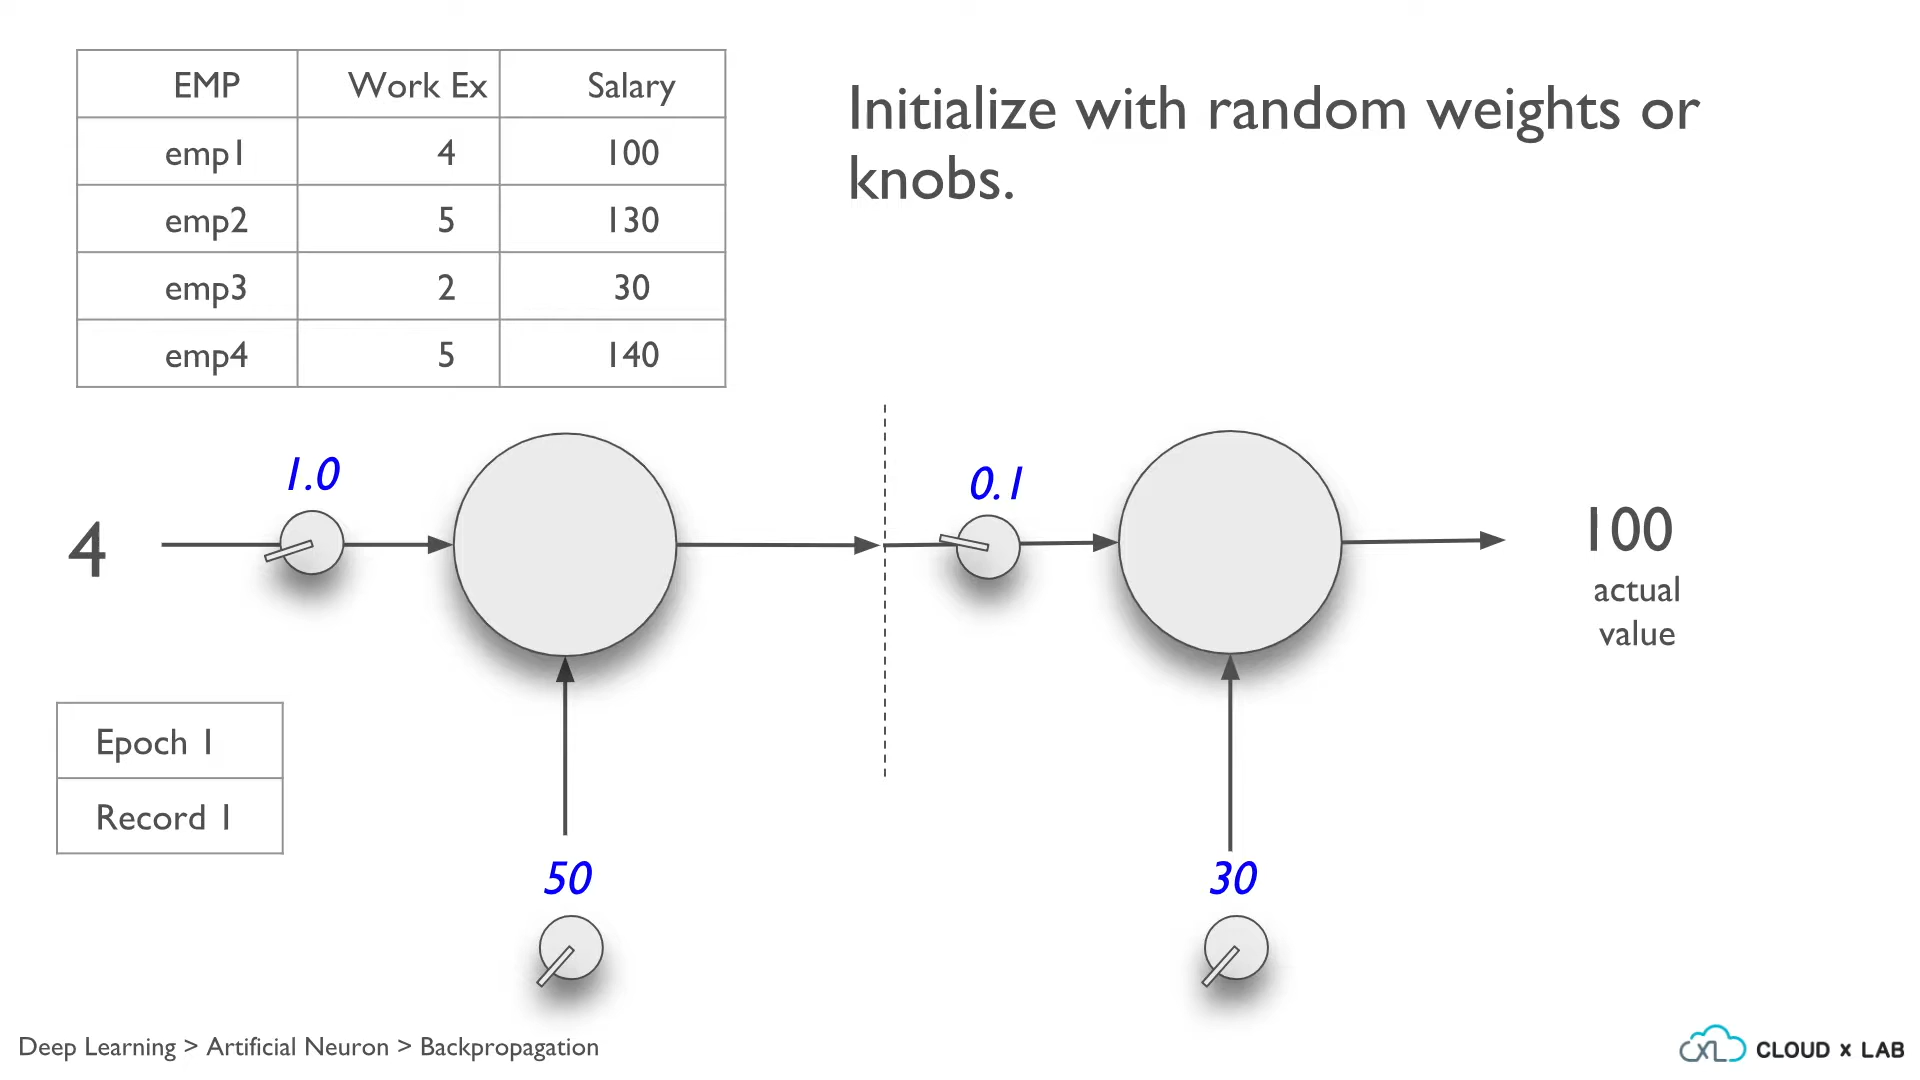 EMP Work Ex Salary
emp1 4 100
emp2 5 130
emp3 2 30
emp4 5 140
Initialize with random weights or
knobs.
1.0
0.1
4
100
actual
value
Epoch 1
Record 1
50
30
Deep Learning > Artificial Neuron > Backpropagation
CXL CLOUD x LAB